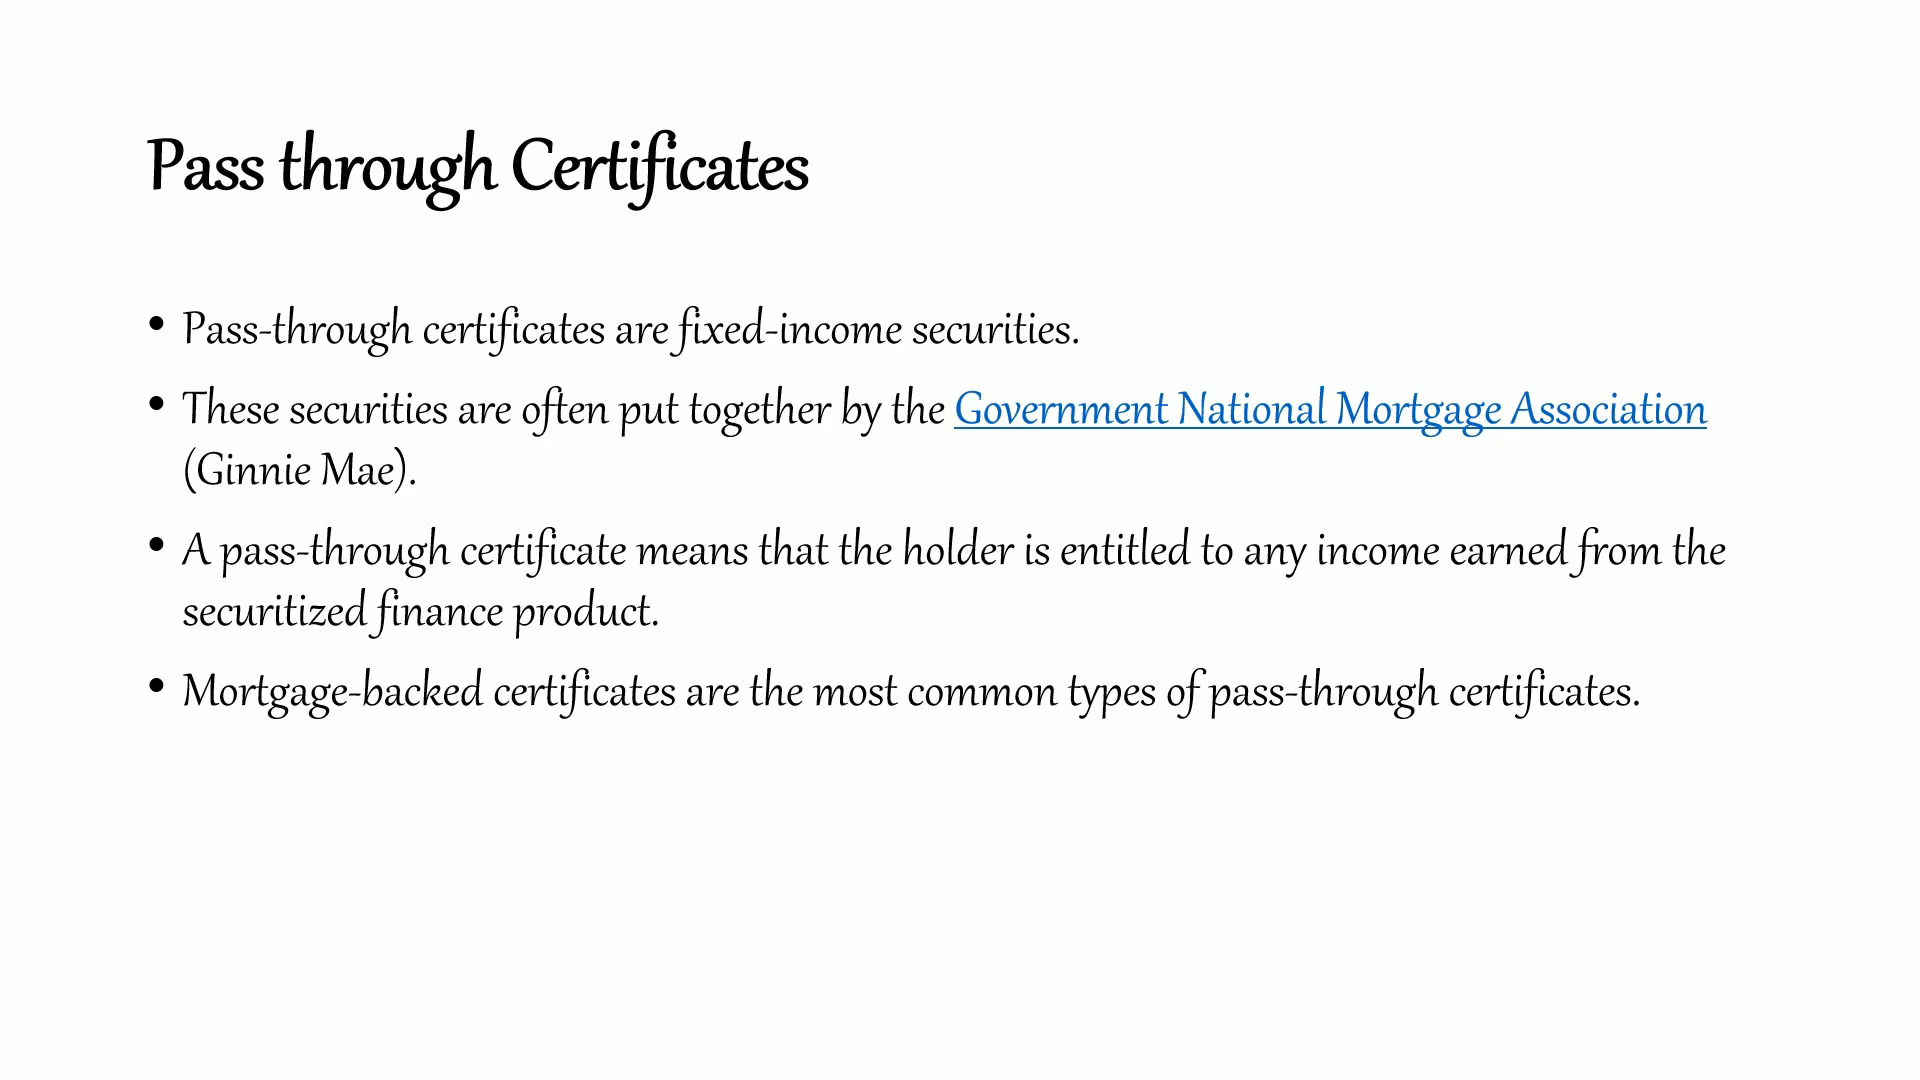 Pass through Certificates
• Pass-through certificates are fixed-income securities.
• These securities are often put together by the Government National Mortgage Association
(Ginnie Mae).
• A pass-through certificate means that the holder is entitled to any income earned from the
securitized finance product.
• Mortgage-backed certificates are the most common types of pass-through certificates.